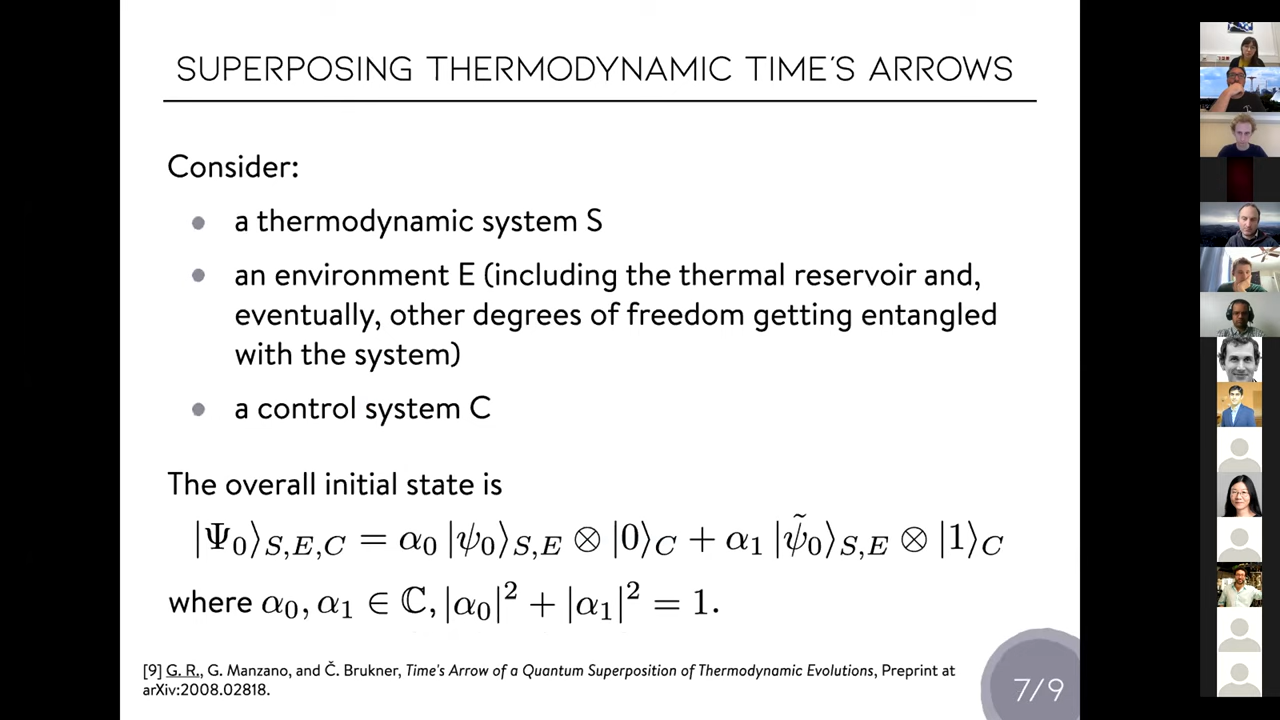 SUPERPOSING THERMODYNAMIC TIME'S ARROWS
Consider:
● a thermodynamic system S
● an environment E (including the thermal reservoir and,
eventually, other degrees of freedom getting entangled
with the system)
● a control system C
The overall initial state is
|Ψ₀⟩_{S,E,C} = α₀ |ψ₀⟩_{S,E} ⊗ |0⟩_C + α₁ |ψ̃₀⟩_{S,E} ⊗ |1⟩_C
where α₀, α₁ ∈ ℂ, |α₀|² + |α₁|² = 1.
[9] G. R., G. Manzano, and Č. Brukner, Time's Arrow of a Quantum Superposition of Thermodynamic Evolutions, Preprint at
arXiv:2008.02818.
7/9